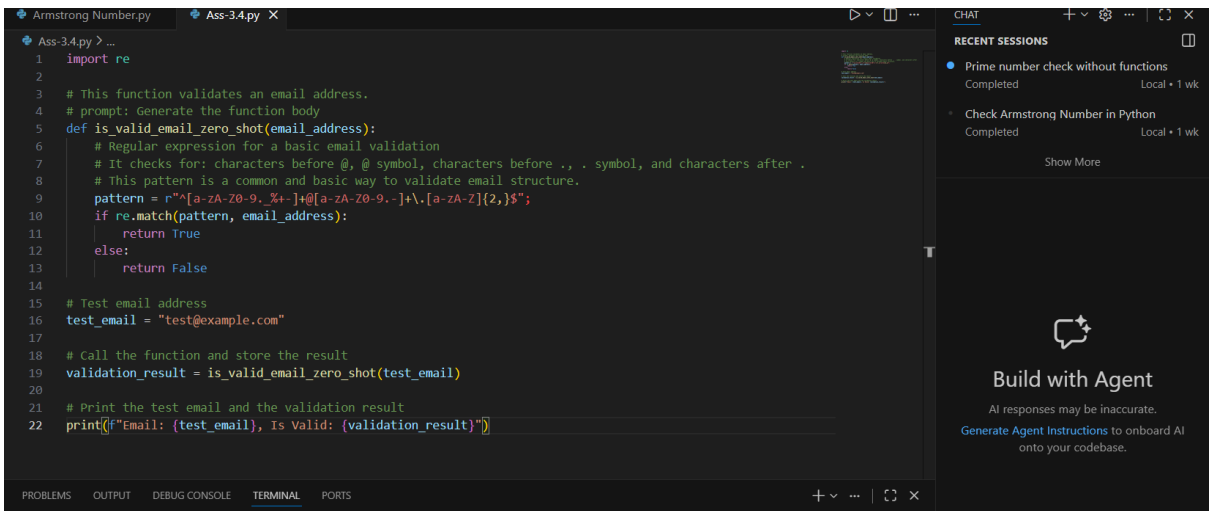 Armstrong Number.py
Ass-3.4.py
Ass-3.4.py > ...
1 import re
2
3 # This function validates an email address.
4 # prompt: Generate the function body
5 def is_valid_email_zero_shot(email_address):
6 # Regular expression for a basic email validation
7 # It checks for: characters before @, @ symbol, characters before ., . symbol, and characters after .
8 # This pattern is a common and basic way to validate email structure.
9 pattern = r"^[a-zA-Z0-9._%+-]+@[a-zA-Z0-9.-]+\.[a-zA-Z]{2,}$";
10 if re.match(pattern, email_address):
11 return True
12 else:
13 return False
14
15 # Test email address
16 test_email = "test@example.com"
17
18 # Call the function and store the result
19 validation_result = is_valid_email_zero_shot(test_email)
20
21 # Print the test email and the validation result
22 print(f"Email: {test_email}, Is Valid: {validation_result}")
PROBLEMS OUTPUT DEBUG CONSOLE TERMINAL PORTS
CHAT
RECENT SESSIONS
Prime number check without functions
Completed Local • 1 wk
Check Armstrong Number in Python
Completed Local • 1 wk
Show More
Build with Agent
AI responses may be inaccurate.
Generate Agent Instructions to onboard AI
onto your codebase.